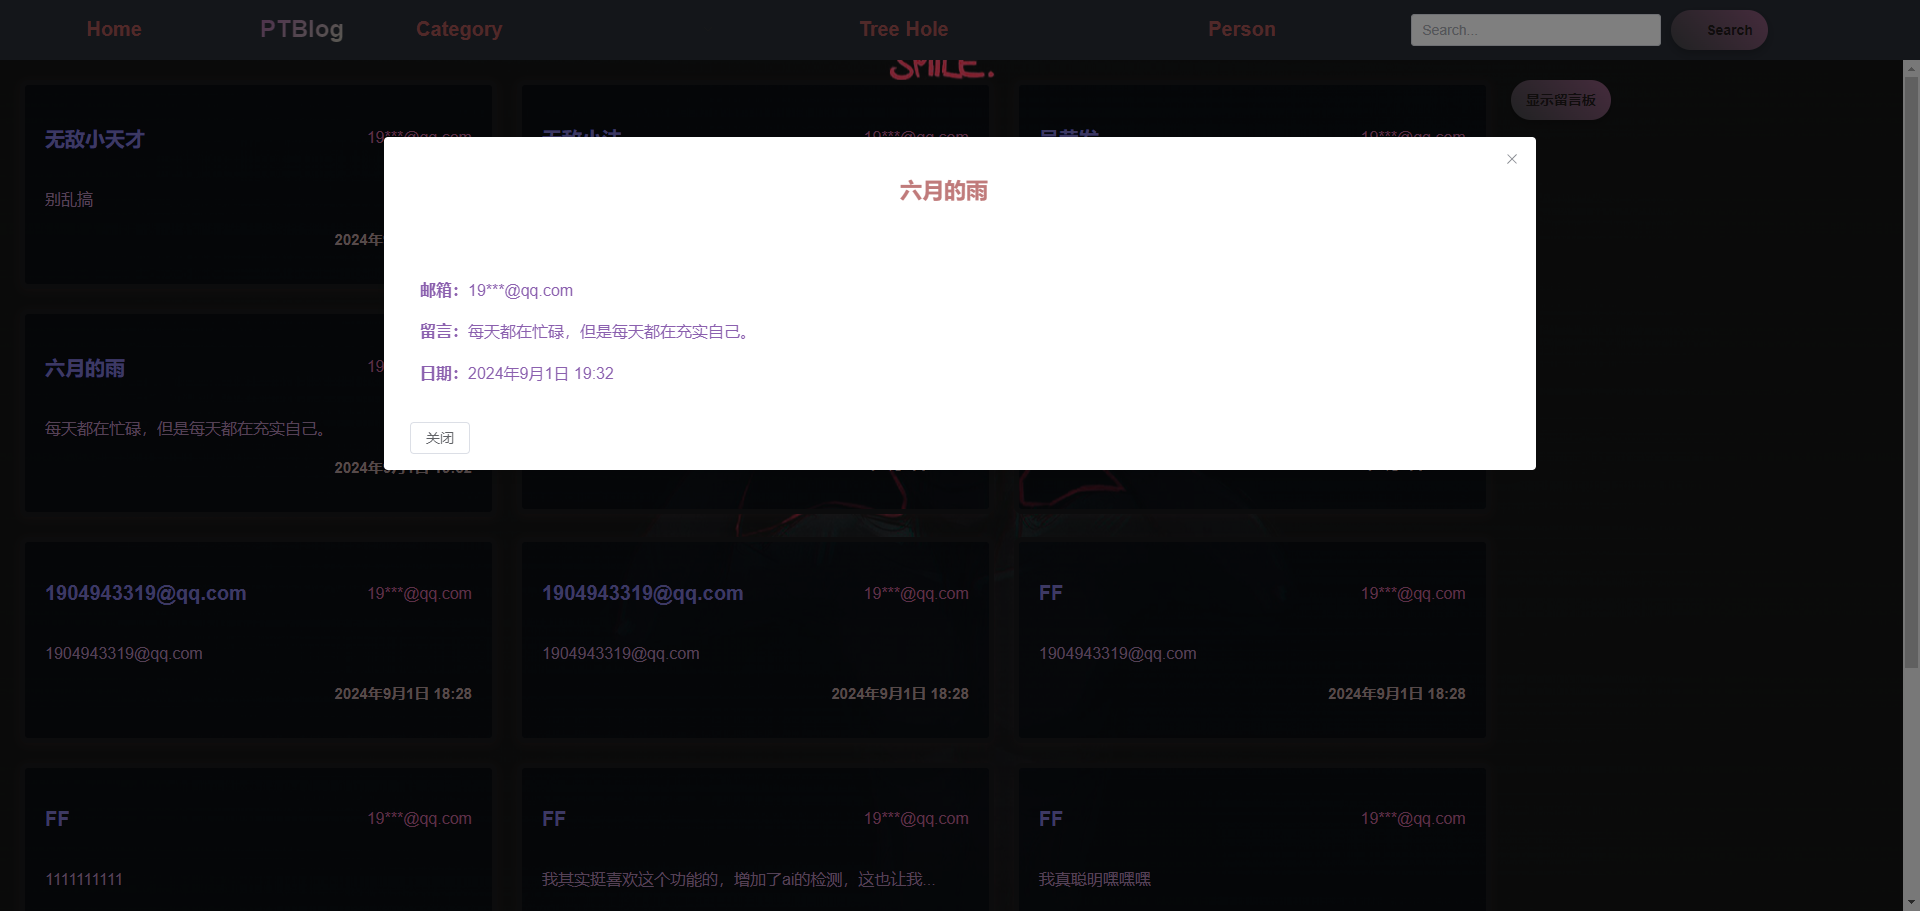 Home PTBlog Category Tree Hole Person Search... Search
SMILE.
显示留言板
无敌小天才 19***@qq.com
别乱搞
2024年
六月的雨
邮箱：19***@qq.com
留言：每天都在忙碌，但是每天都在充实自己。
日期：2024年9月1日 19:32
关闭
六月的雨 19
每天都在忙碌，但是每天都在充实自己。
2024年9月1日 19:32
1904943319@qq.com 19***@qq.com
1904943319@qq.com
2024年9月1日 18:28
1904943319@qq.com 19***@qq.com
1904943319@qq.com
2024年9月1日 18:28
FF 19***@qq.com
1904943319@qq.com
2024年9月1日 18:28
FF 19***@qq.com
1111111111
FF 19***@qq.com
我其实挺喜欢这个功能的，增加了ai的检测，这也让我...
FF 19***@qq.com
我真聪明嘿嘿嘿